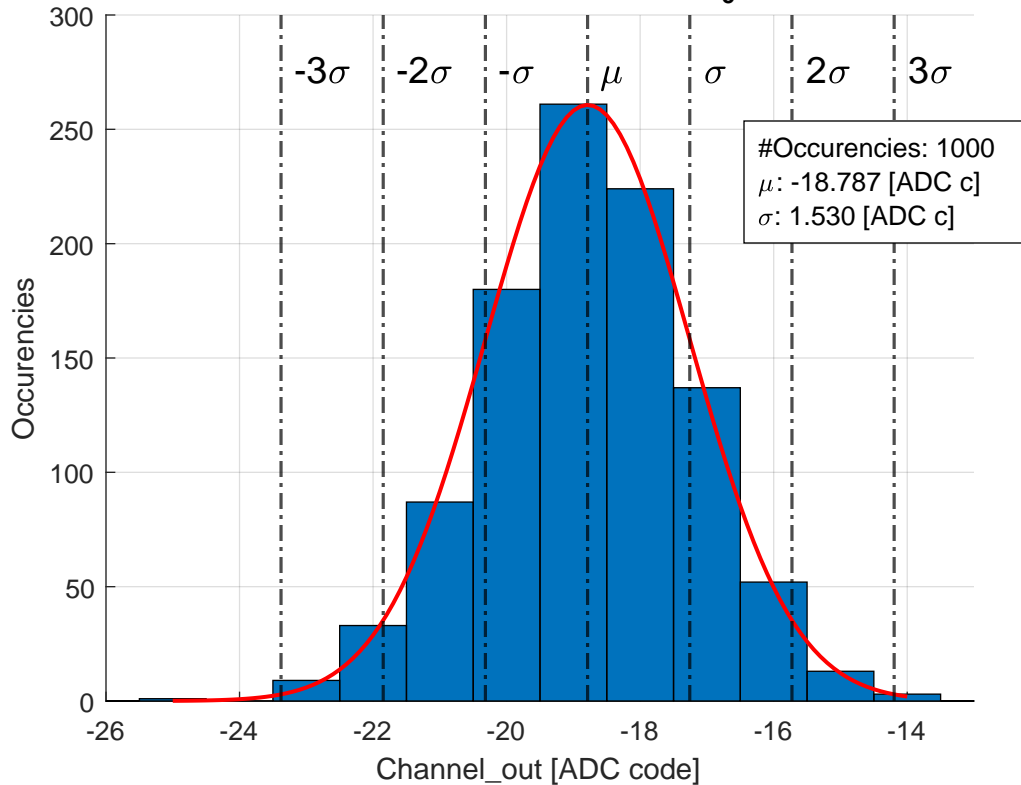 300
250
200
150
100
50
0
Occurencies
-3σ -2σ -σ μ σ 2σ 3σ
#Occurencies: 1000
μ: -18.787 [ADC c]
σ: 1.530 [ADC c]
-26 -24 -22 -20 -18 -16 -14
Channel_out [ADC code]